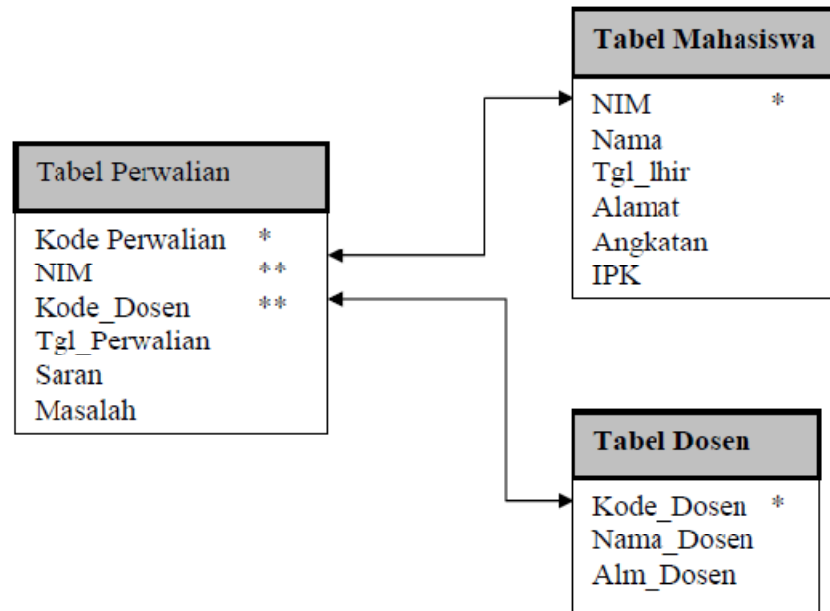 Tabel Perwalian
Kode Perwalian *
NIM **
Kode_Dosen **
Tgl_Perwalian
Saran
Masalah
Tabel Mahasiswa
NIM *
Nama
Tgl_lhir
Alamat
Angkatan
IPK
Tabel Dosen
Kode_Dosen *
Nama_Dosen
Alm_Dosen